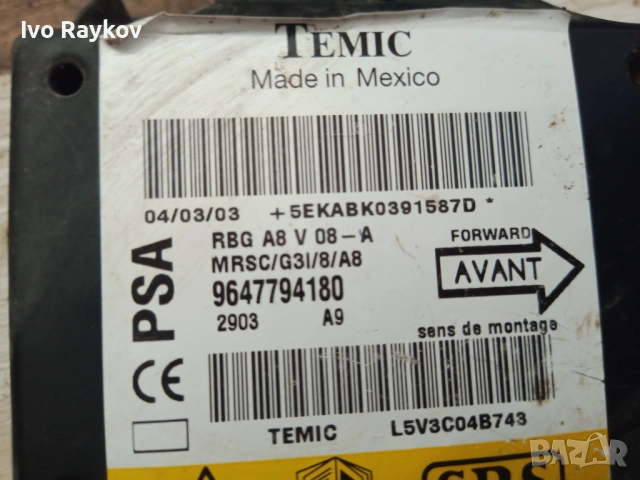 Ivo Raykov
TEMIC
Made in Mexico
04/03/03 +5EKABK0391587D *
PSA
RBG A8 V 08-A
MRSC/G3I/8/A8
9647794180
2903 A9
FORWARD
AVANT
sens de montage
CE
TEMIC L5V3C04B743
SRS
BAZAR